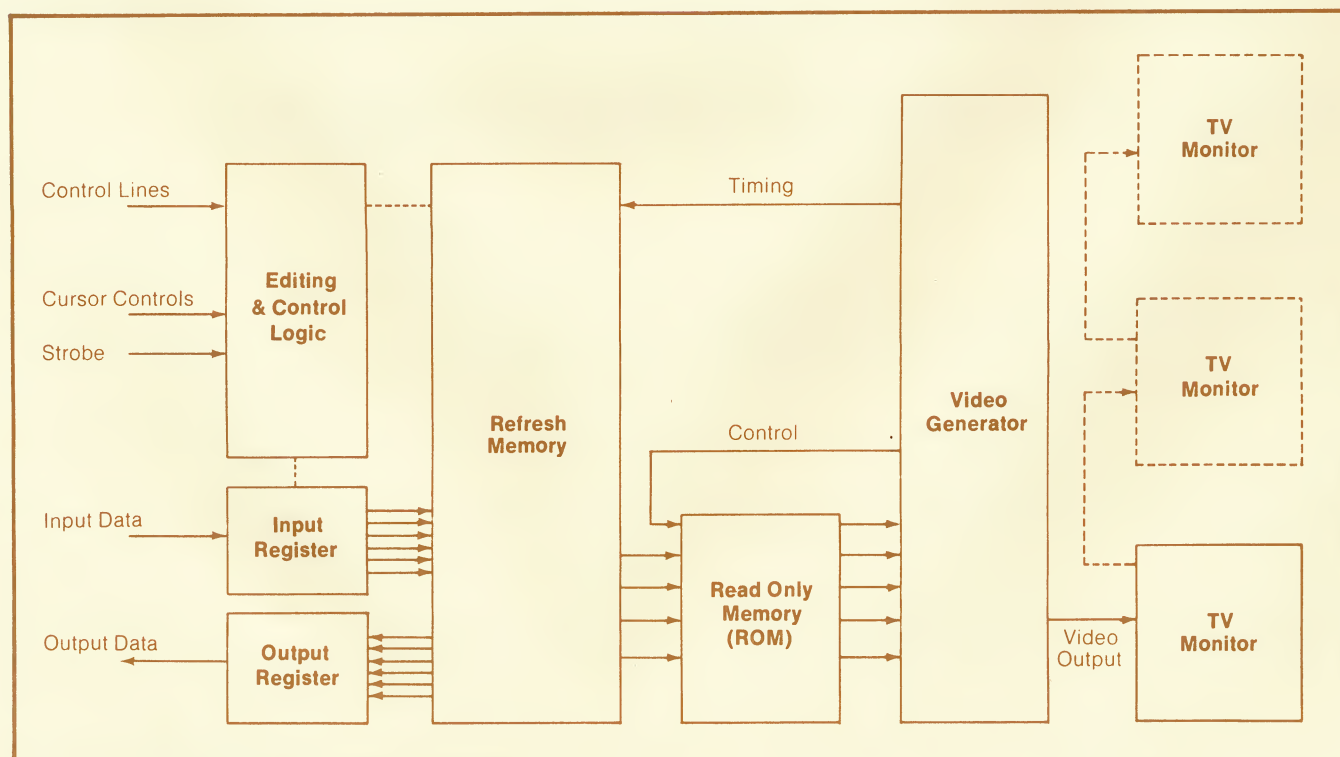 Control Lines
Cursor Controls
Strobe
Input Data
Output Data
Editing
& Control
Logic
Input
Register
Output
Register
Refresh
Memory
Timing
Control
Read Only
Memory
(ROM)
Video
Generator
Video
Output
TV
Monitor
TV
Monitor
TV
Monitor